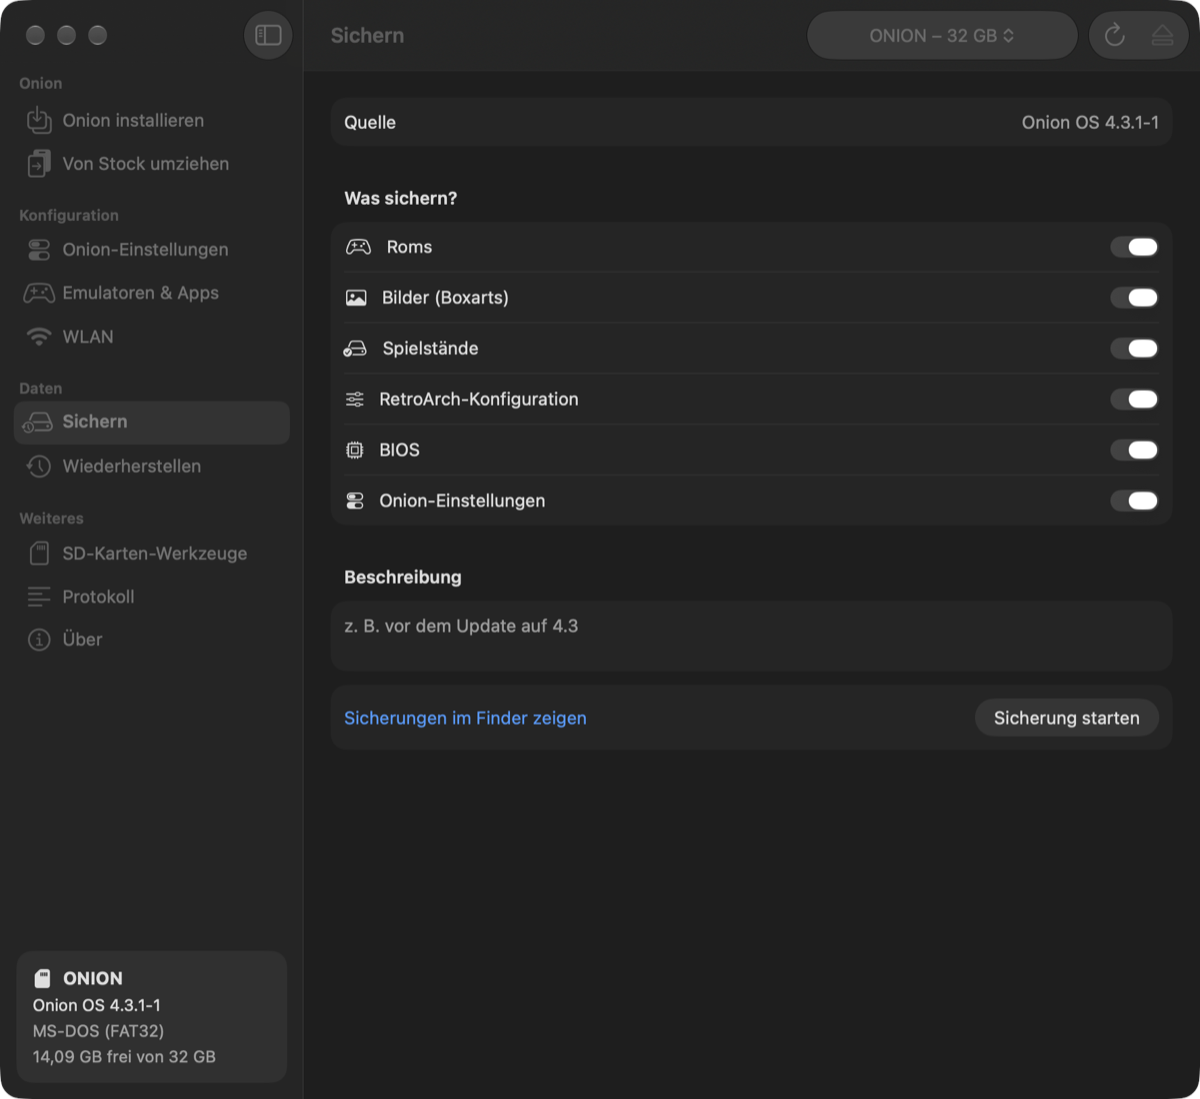 Sichern
ONION – 32 GB
Onion
Onion installieren
Von Stock umziehen
Konfiguration
Onion-Einstellungen
Emulatoren & Apps
WLAN
Daten
Sichern
Wiederherstellen
Weiteres
SD-Karten-Werkzeuge
Protokoll
Über
ONION
Onion OS 4.3.1-1
MS-DOS (FAT32)
14,09 GB frei von 32 GB
Quelle
Onion OS 4.3.1-1
Was sichern?
Roms
Bilder (Boxarts)
Spielstände
RetroArch-Konfiguration
BIOS
Onion-Einstellungen
Beschreibung
z. B. vor dem Update auf 4.3
Sicherungen im Finder zeigen
Sicherung starten